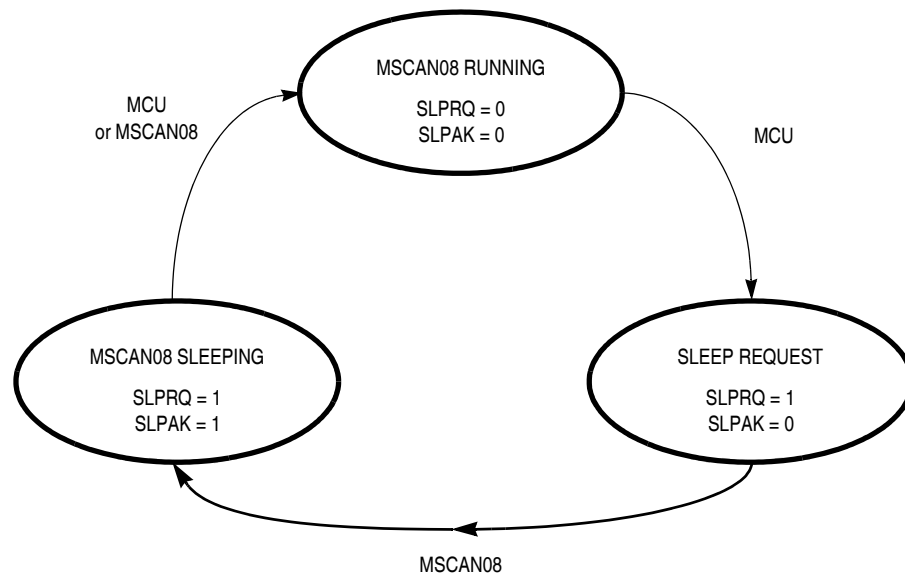 MSCAN08 RUNNING
SLPRQ = 0
SLPAK = 0
MCU
or MSCAN08
MCU
MSCAN08 SLEEPING
SLPRQ = 1
SLPAK = 1
SLEEP REQUEST
SLPRQ = 1
SLPAK = 0
MSCAN08